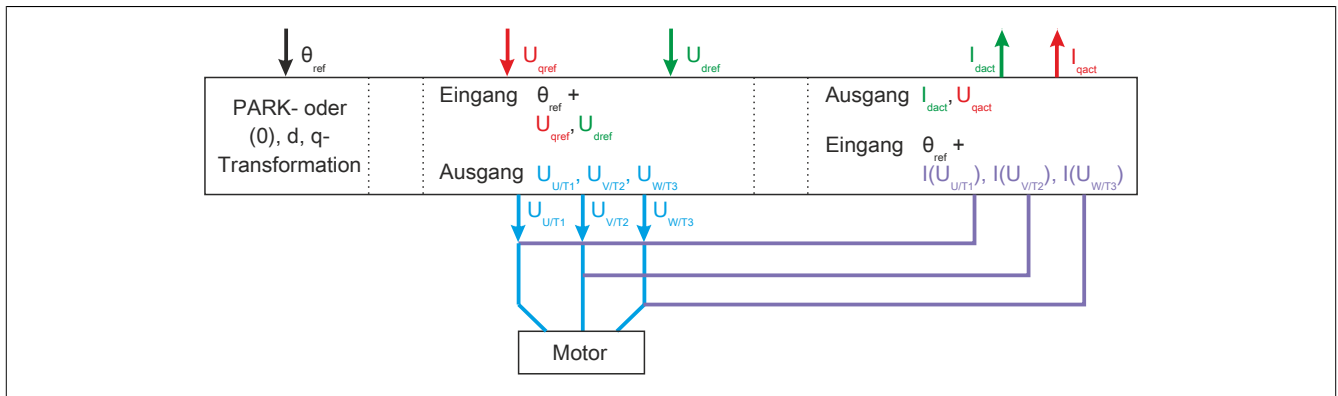 θref
Uqref
Udref
Idact
Iqact
PARK- oder
(0), d, q-
Transformation
Eingang θref +
Uqref, Udref
Ausgang UU/T1, UV/T2, UW/T3
Ausgang Idact, Uqact
Eingang θref +
I(UU/T1), I(UV/T2), I(UW/T3)
UU/T1
UV/T2
UW/T3
Motor